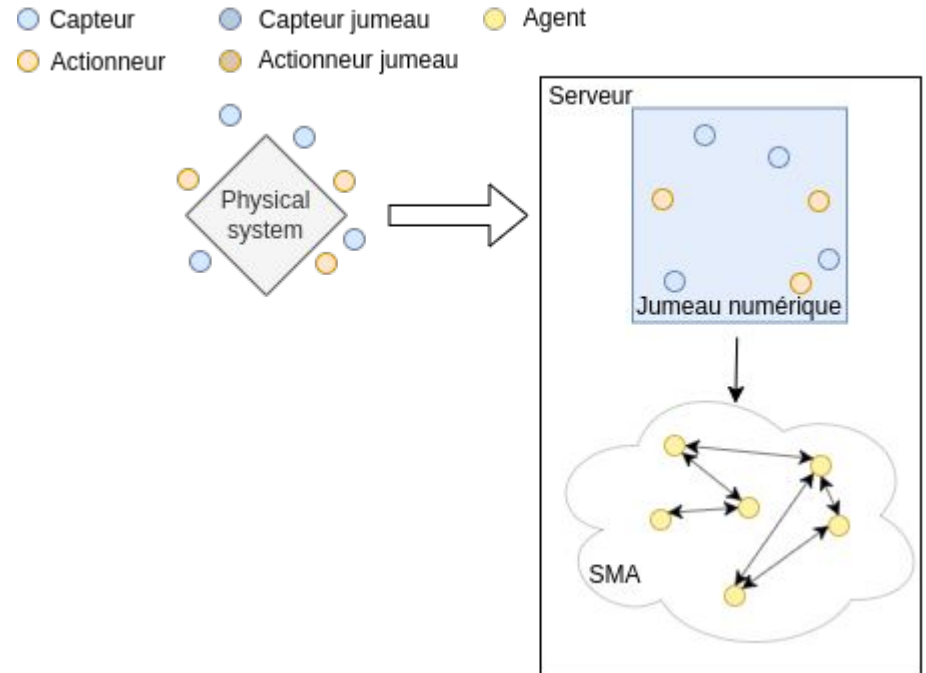 Capteur
Capteur jumeau
Agent
Actionneur
Actionneur jumeau
Serveur
Physical
system
Jumeau numérique
SMA